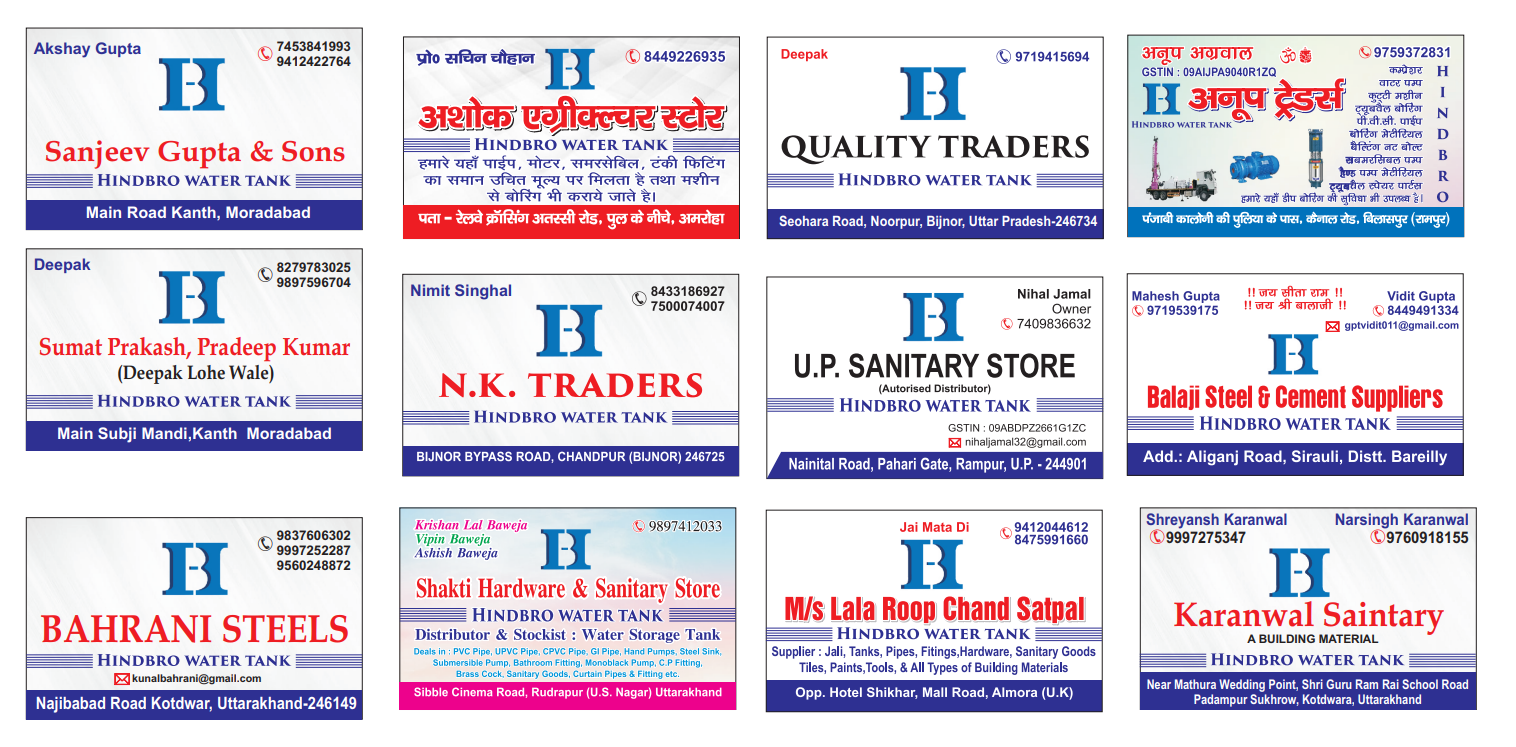 Akshay Gupta
7453841993
9412422764
Sanjeev Gupta & Sons
HINDBRO WATER TANK
Main Road Kanth, Moradabad
प्रो० सचिन चौहान
8449226935
अशोक एग्रीक्ल्चर स्टोर
HINDBRO WATER TANK
हमारे यहाँ पाईप, मोटर, समरसेबिल, टंकी फिटिंग
का समान उचित मूल्य पर मिलता है तथा मशीन
से बोरिंग भी कराये जाते है।
पता – रेलवे क्रॉसिंग अतरसी रोड, पुल के नीचे, अमरोहा
Deepak
9719415694
QUALITY TRADERS
HINDBRO WATER TANK
Seohara Road, Noorpur, Bijnor, Uttar Pradesh-246734
अनूप अग्रवाल
ॐ
9759372831
GSTIN : 09AIJPA9040R1ZQ
अनूप ट्रेडर्स
HINDBRO WATER TANK
कम्प्रेशर
वाटर पम्प
कुट्टी मशीन
ट्यूबवैल बोरिंग
पी.वी.सी. पाईप
बोरिंग मेटीरियल
बैल्टिंग नट बोल्ट
सबमरसिबल पम्प
हैण्ड पम्प मेटीरियल
ट्यूबवैल स्पेयर पार्टस
HINDBRO
हमारे यहाँ डीप बोरिंग की सुविधा भी उपलब्ध है।
पंजाबी कालोनी की पुलिया के पास, कैनाल रोड, बिलासपुर (रामपुर)
Deepak
8279783025
9897596704
Sumat Prakash, Pradeep Kumar
(Deepak Lohe Wale)
HINDBRO WATER TANK
Main Subji Mandi,Kanth Moradabad
Nimit Singhal
8433186927
7500074007
N.K. TRADERS
HINDBRO WATER TANK
BIJNOR BYPASS ROAD, CHANDPUR (BIJNOR) 246725
Nihal Jamal
Owner
7409836632
U.P. SANITARY STORE
(Autorised Distributor)
HINDBRO WATER TANK
GSTIN : 09ABDPZ2661G1ZC
nihaljamal32@gmail.com
Nainital Road, Pahari Gate, Rampur, U.P. - 244901
!! जय सीता राम !!
!! जय श्री बालाजी !!
Mahesh Gupta
9719539175
Vidit Gupta
8449491334
gptvidit011@gmail.com
Balaji Steel & Cement Suppliers
HINDBRO WATER TANK
Add.: Aliganj Road, Sirauli, Distt. Bareilly
9837606302
9997252287
9560248872
BAHRANI STEELS
HINDBRO WATER TANK
kunalbahrani@gmail.com
Najibabad Road Kotdwar, Uttarakhand-246149
Krishan Lal Baweja
Vipin Baweja
Ashish Baweja
9897412033
Shakti Hardware & Sanitary Store
HINDBRO WATER TANK
Distributor & Stockist : Water Storage Tank
Deals in : PVC Pipe, UPVC Pipe, CPVC Pipe, GI Pipe, Hand Pumps, Steel Sink,
Submersible Pump, Bathroom Fitting, Monoblack Pump, C.P Fitting,
Brass Cock, Sanitary Goods, Curtain Pipes & Fitting etc.
Sibble Cinema Road, Rudrapur (U.S. Nagar) Uttarakhand
Jai Mata Di
9412044612
8475991660
M/s Lala Roop Chand Satpal
HINDBRO WATER TANK
Supplier : Jali, Tanks, Pipes, Fitings,Hardware, Sanitary Goods
Tiles, Paints,Tools, & All Types of Building Materials
Opp. Hotel Shikhar, Mall Road, Almora (U.K)
Shreyansh Karanwal
9997275347
Narsingh Karanwal
9760918155
Karanwal Saintary
A BUILDING MATERIAL
HINDBRO WATER TANK
Near Mathura Wedding Point, Shri Guru Ram Rai School Road
Padampur Sukhrow, Kotdwara, Uttarakhand